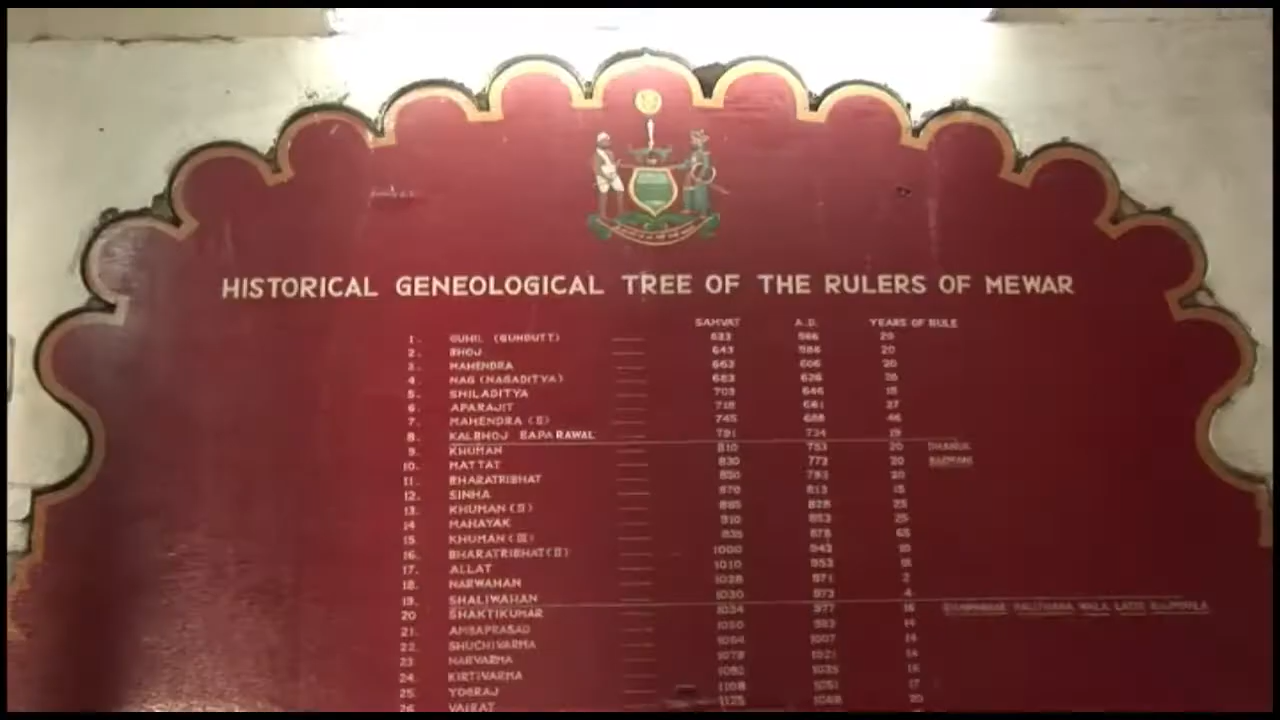 HISTORICAL GENEOLOGICAL TREE OF THE RULERS OF MEWAR
SAMVAT A.D. YEARS OF RULE
1. GUHIL (GUHDUTT) 623 566 20
2. BHOJ 643 586 20
3. MAHENDRA 663 606 20
4. NAG (NAGADITYA) 683 626 20
5. SHILADITYA 703 646 15
6. APARAJIT 718 661 27
7. MAHENDRA (II) 745 688 46
8. KALBHOJ BAPA RAWAL 791 734 19
9. KHUMAN 810 753 20
10. MATTAT 830 773 20
11. BHARATRIBHAT 850 793 20
12. SINHA 870 813 15
13. KHUMAN (II) 885 828 25
14 MAHAYAK 910 853 25
15. KHUMAN (III) 935 878 65
16. BHARATRIBHAT (II) 1000 943 10
17. ALLAT 1010 953 18
18. NARWAHAN 1028 971 2
19. SHALIWAHAN 1030 973 4
20 SHAKTIKUMAR 1034 977 16
21. AMBAPRASAD 1050 993 14
22. SHUCHIVARMA 1064 1007 14
23 NARVARMA 1078 1021 14
24. KIRTIVARMA 1092 1035 16
25. YOGRAJ 1108 1051 17
26 VAIRAT 1125 1068 20